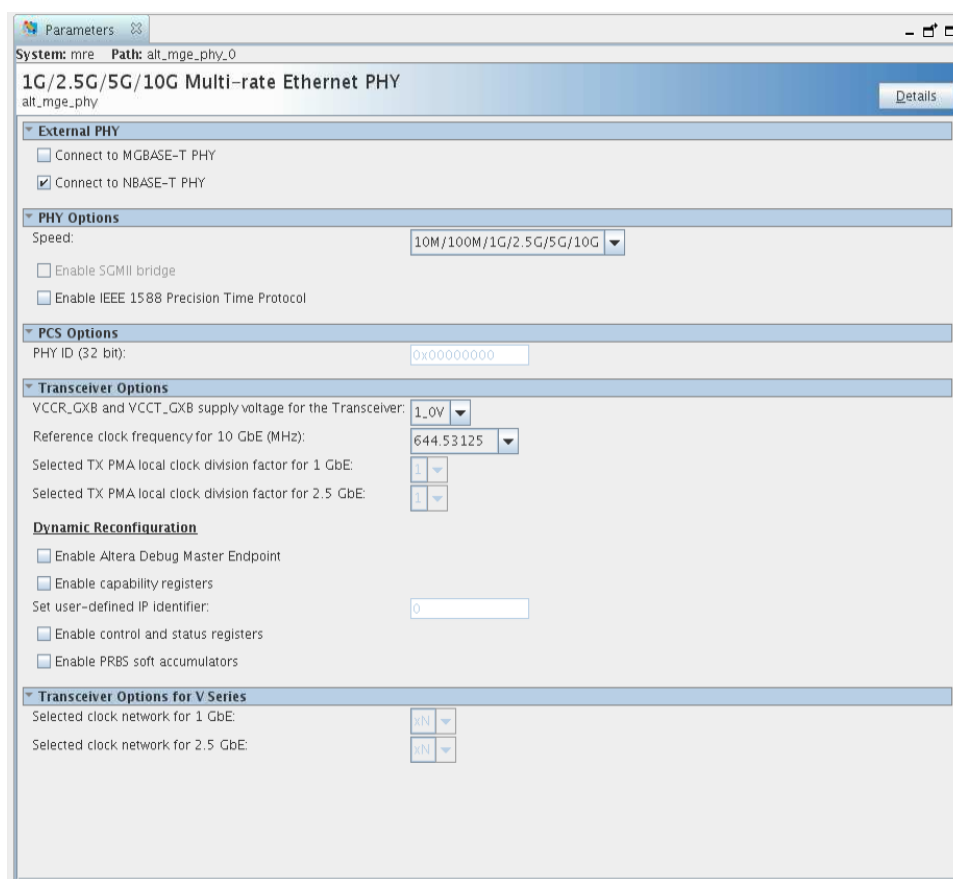 Parameters
System: mre Path: alt_mge_phy_0
1G/2.5G/5G/10G Multi-rate Ethernet PHY
alt_mge_phy
Details
External PHY
Connect to MGBASE-T PHY
Connect to NBASE-T PHY
PHY Options
Speed: 10M/100M/1G/2.5G/5G/10G
Enable SGMII bridge
Enable IEEE 1588 Precision Time Protocol
PCS Options
PHY ID (32 bit): 0x00000000
Transceiver Options
VCCR_GXB and VCCT_GXB supply voltage for the Transceiver: 1_0V
Reference clock frequency for 10 GbE (MHz): 644.53125
Selected TX PMA local clock division factor for 1 GbE: 1
Selected TX PMA local clock division factor for 2.5 GbE: 1
Dynamic Reconfiguration
Enable Altera Debug Master Endpoint
Enable capability registers
Set user-defined IP identifier: 0
Enable control and status registers
Enable PRBS soft accumulators
Transceiver Options for V Series
Selected clock network for 1 GbE: xN
Selected clock network for 2.5 GbE: xN